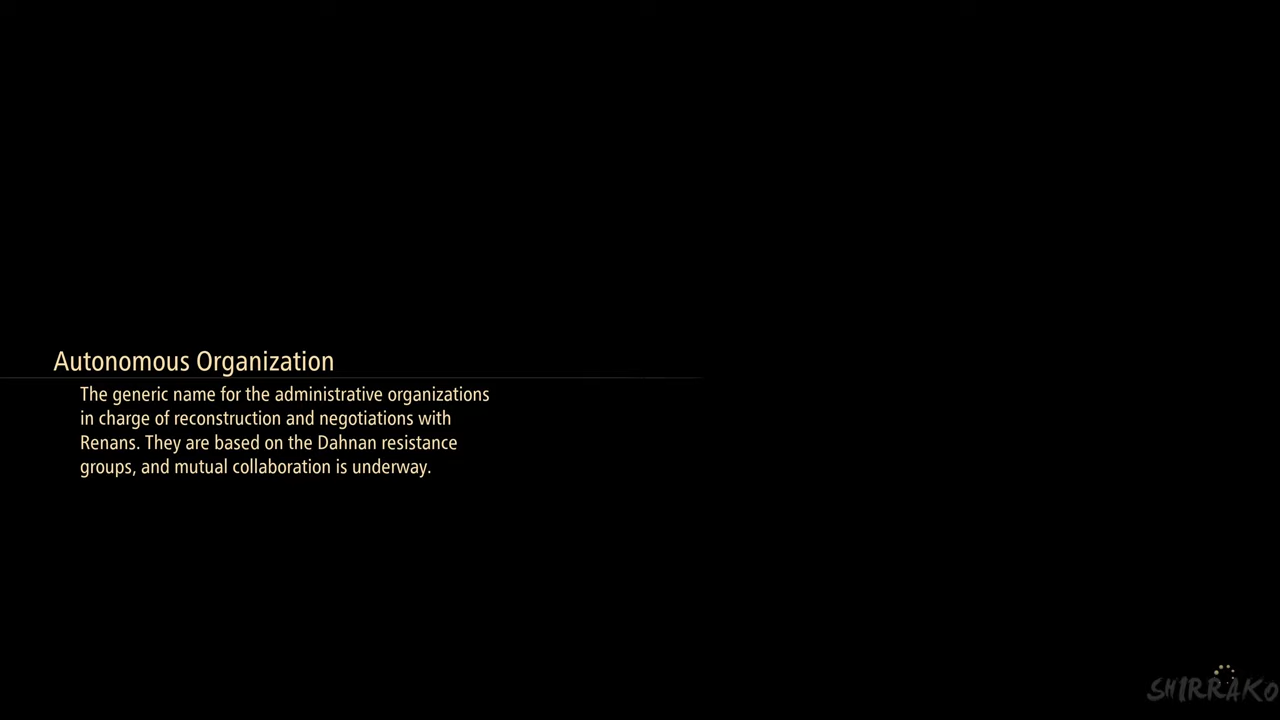 Autonomous Organization
The generic name for the administrative organizations
in charge of reconstruction and negotiations with
Renans. They are based on the Dahnan resistance
groups, and mutual collaboration is underway.
SHIRRAKO